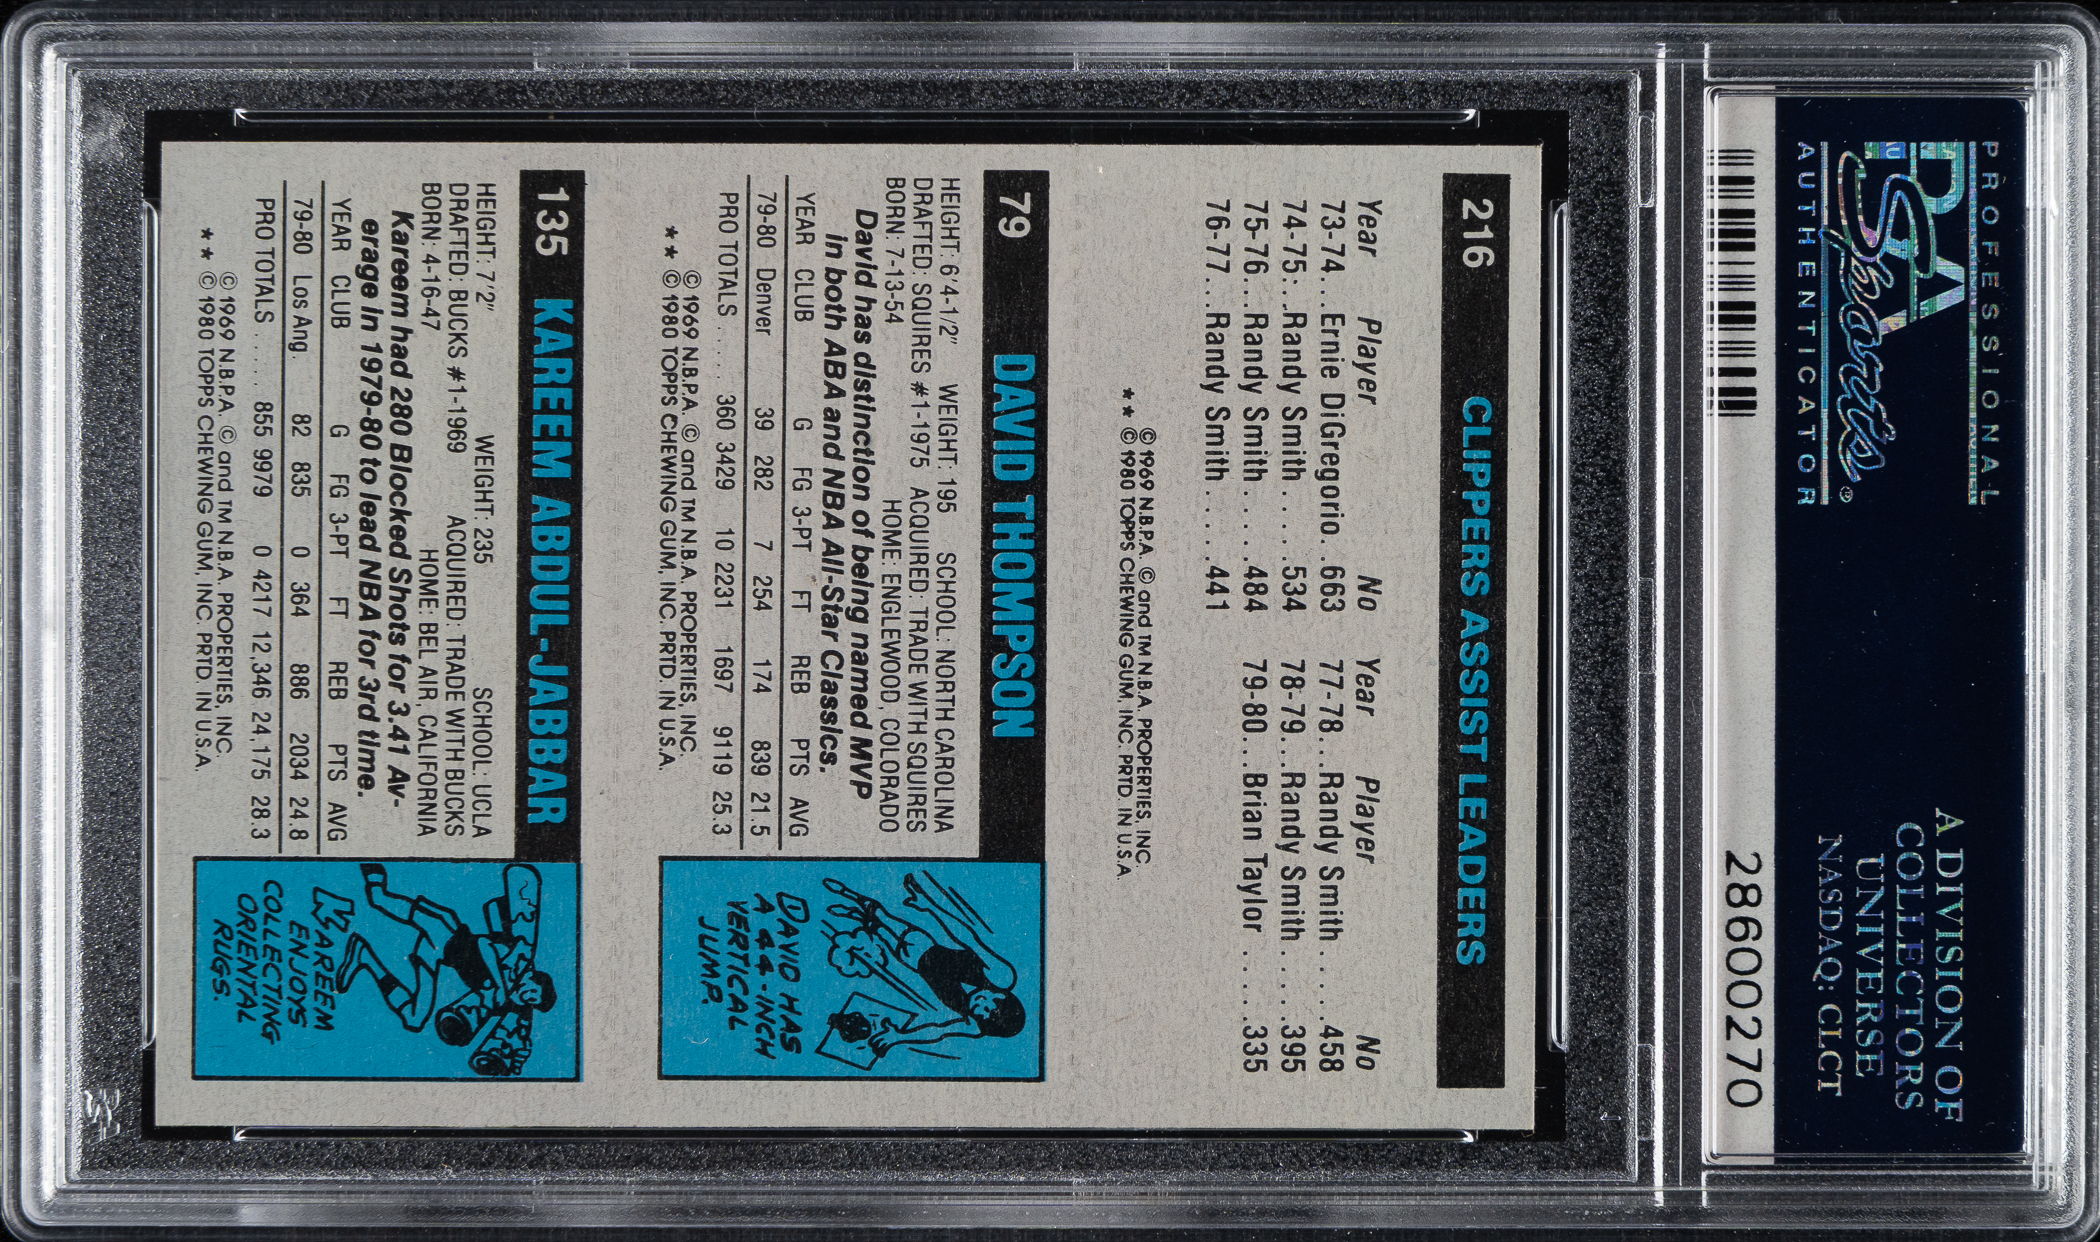 PROFESSIONAL
PSA
Sports®
AUTHENTICATOR
A DIVISION OF
COLLECTORS
UNIVERSE
NASDAQ: CLCT
28600270
216 CLIPPERS ASSIST LEADERS
Year Player No Year Player No
73-74...Ernie DiGregorio..663 77-78...Randy Smith.....458
74-75...Randy Smith.....534 78-79...Randy Smith.....395
75-76...Randy Smith.....484 79-80...Brian Taylor.....335
76-77...Randy Smith.....441
© 1969 N.B.P.A. © and TM N.B.A. PROPERTIES, INC.
** © 1980 TOPPS CHEWING GUM, INC. PRTD. IN U.S.A.
79 DAVID THOMPSON
HEIGHT: 6'4-1/2" WEIGHT: 195 SCHOOL: NORTH CAROLINA
DRAFTED: SQUIRES #1-1975 ACQUIRED: TRADE WITH SQUIRES
BORN: 7-13-54 HOME: ENGLEWOOD, COLORADO
David has distinction of being named MVP
in both ABA and NBA All-Star Classics.
YEAR CLUB G FG 3-PT FT REB PTS AVG
79-80 Denver 39 282 7 254 174 839 21.5
PRO TOTALS ..... 360 3429 10 2231 1697 9119 25.3
© 1969 N.B.P.A. © and TM N.B.A. PROPERTIES, INC.
** © 1980 TOPPS CHEWING GUM, INC. PRTD. IN U.S.A.
DAVID HAS
A 44-INCH
VERTICAL
JUMP.
135 KAREEM ABDUL-JABBAR
HEIGHT: 7'2" WEIGHT: 235 SCHOOL: UCLA
DRAFTED: BUCKS #1-1969 ACQUIRED: TRADE WITH BUCKS
BORN: 4-16-47 HOME: BEL AIR, CALIFORNIA
Kareem had 280 Blocked Shots for 3.41 Av-
erage in 1979-80 to lead NBA for 3rd time.
YEAR CLUB G FG 3-PT FT REB PTS AVG
79-80 Los Ang 82 835 0 364 886 2034 24.8
PRO TOTALS ..... 855 9979 0 4217 12,346 24,175 28.3
© 1969 N.B.P.A. © and TM N.B.A. PROPERTIES, INC.
** © 1980 TOPPS CHEWING GUM, INC. PRTD. IN U.S.A.
KAREEM
ENJOYS
COLLECTING
ORIENTAL
RUGS.
PSA